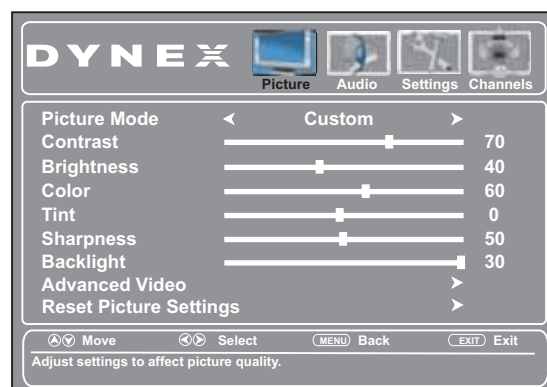 DYNEX
Picture Audio Settings Channels
Picture Mode Custom
Contrast 70
Brightness 40
Color 60
Tint 0
Sharpness 50
Backlight 30
Advanced Video
Reset Picture Settings
Move Select MENU Back EXIT Exit
Adjust settings to affect picture quality.